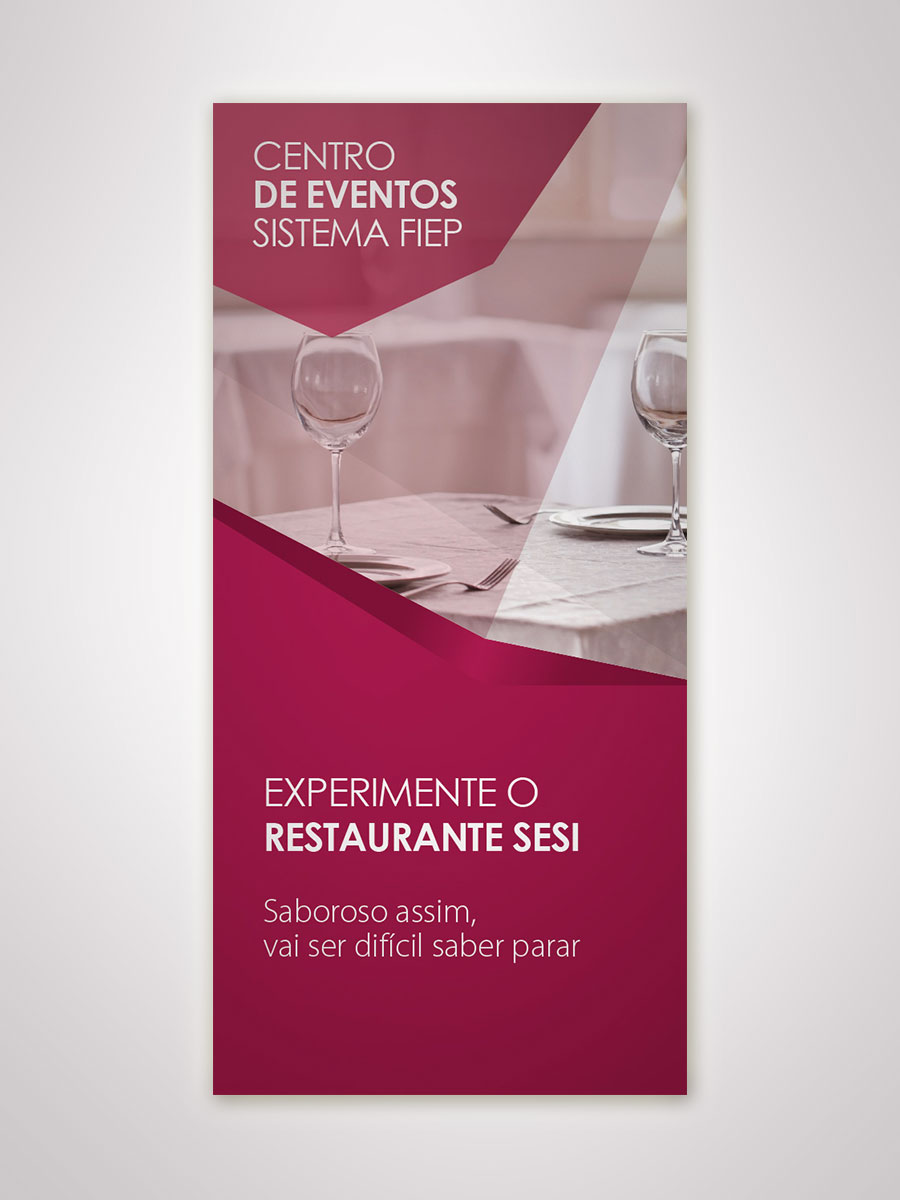 CENTRO
DE EVENTOS
SISTEMA FIEP
EXPERIMENTE O
RESTAURANTE SESI
Saboroso assim,
vai ser difícil saber parar